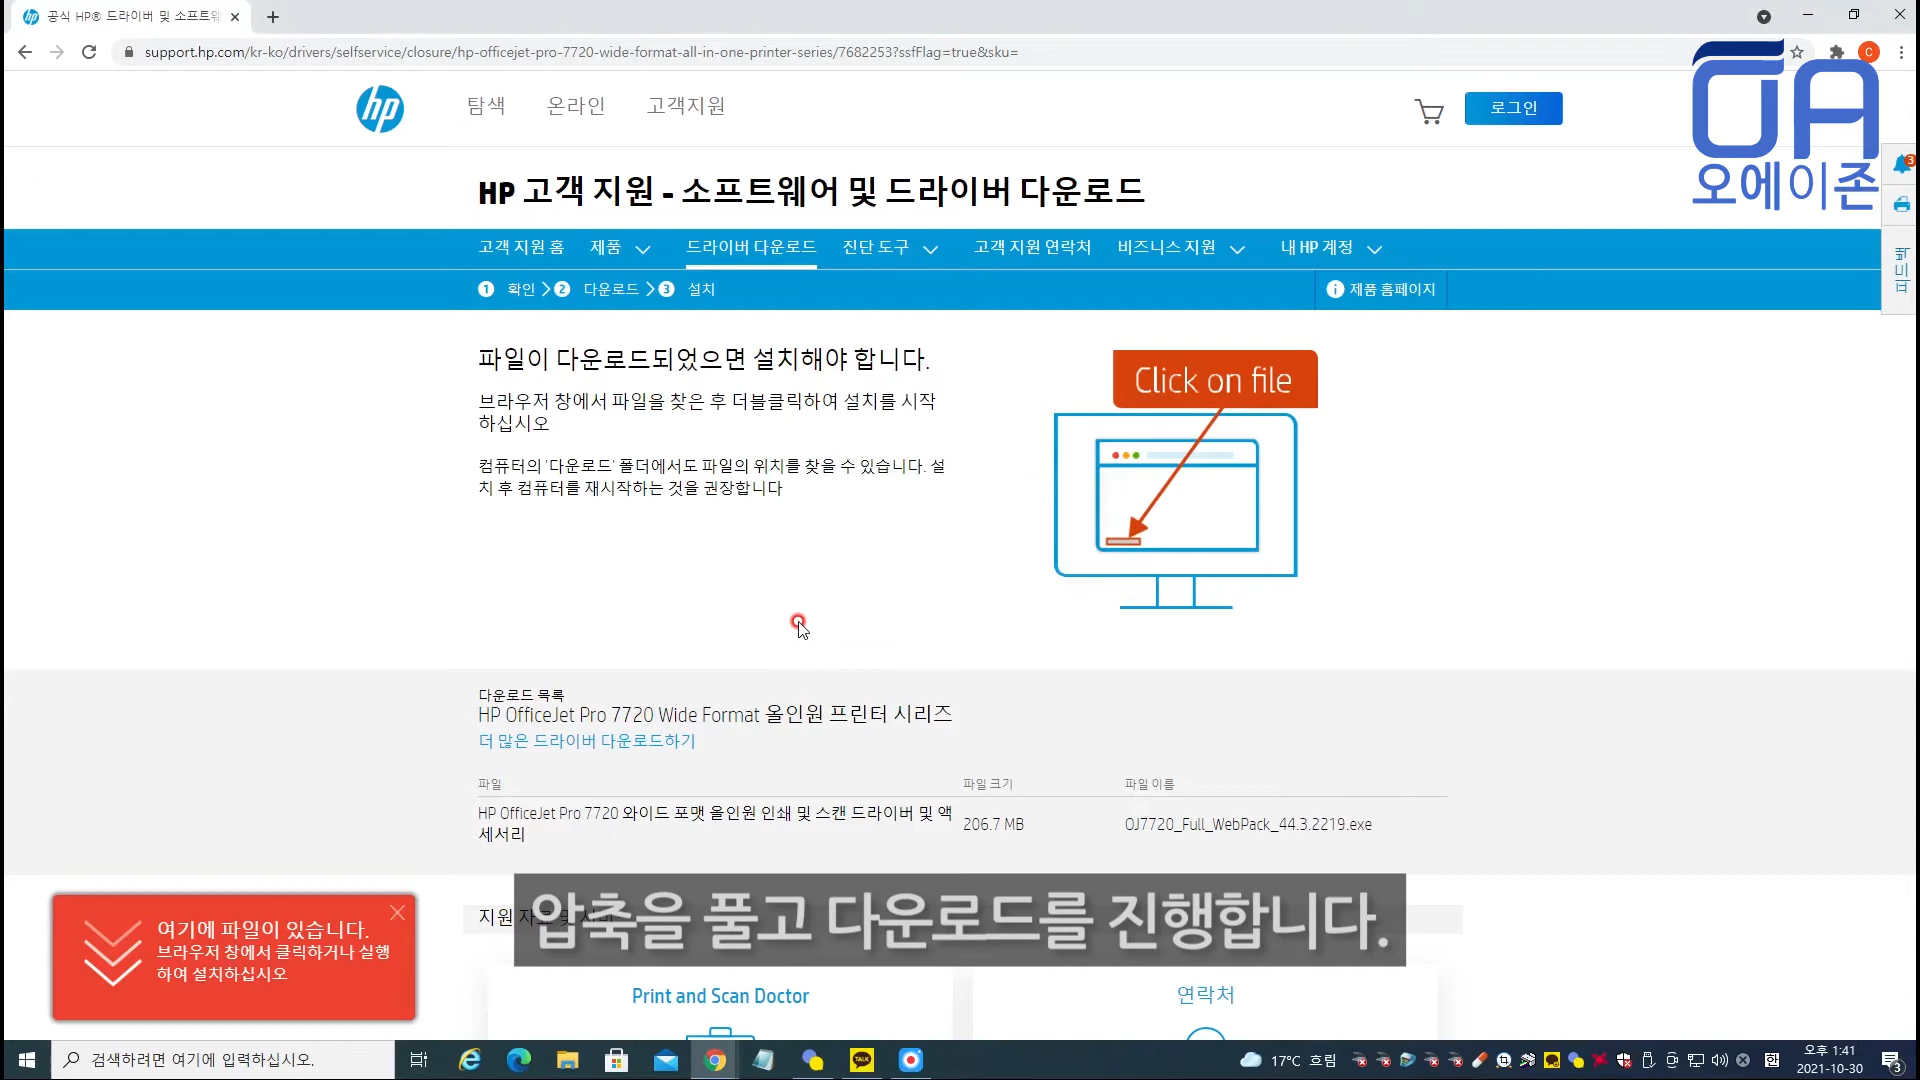 공식 HP® 드라이버 및 소프트웨
support.hp.com/kr-ko/drivers/selfservice/closure/hp-officejet-pro-7720-wide-format-all-in-one-printer-series/7682253?ssfFlag=true&sku=
C
hp
탐색
온라인
고객지원
로그인
OA
오에이존
3
HP 고객 지원 - 소프트웨어 및 드라이버 다운로드
고객 지원 홈
제품
드라이버 다운로드
진단 도구
고객 지원 연락처
비즈니스 지원
내 HP 계정
피드백
1 확인
2 다운로드
3 설치
제품 홈페이지
파일이 다운로드되었으면 설치해야 합니다.
브라우저 창에서 파일을 찾은 후 더블클릭하여 설치를 시작
하십시오
컴퓨터의 '다운로드' 폴더에서도 파일의 위치를 찾을 수 있습니다. 설
치 후 컴퓨터를 재시작하는 것을 권장합니다
Click on file
다운로드 목록
HP OfficeJet Pro 7720 Wide Format 올인원 프린터 시리즈
더 많은 드라이버 다운로드하기
파일
파일 크기
파일 이름
HP OfficeJet Pro 7720 와이드 포맷 올인원 인쇄 및 스캔 드라이버 및 액
세서리
206.7 MB
OJ7720_Full_WebPack_44.3.2219.exe
여기에 파일이 있습니다.
브라우저 창에서 클릭하거나 실행
하여 설치하십시오
지원
압축을 풀고 다운로드를 진행합니다.
Print and Scan Doctor
연락처
검색하려면 여기에 입력하십시오.
TALK
17°C 흐림
한
오후 1:41
2021-10-30
3